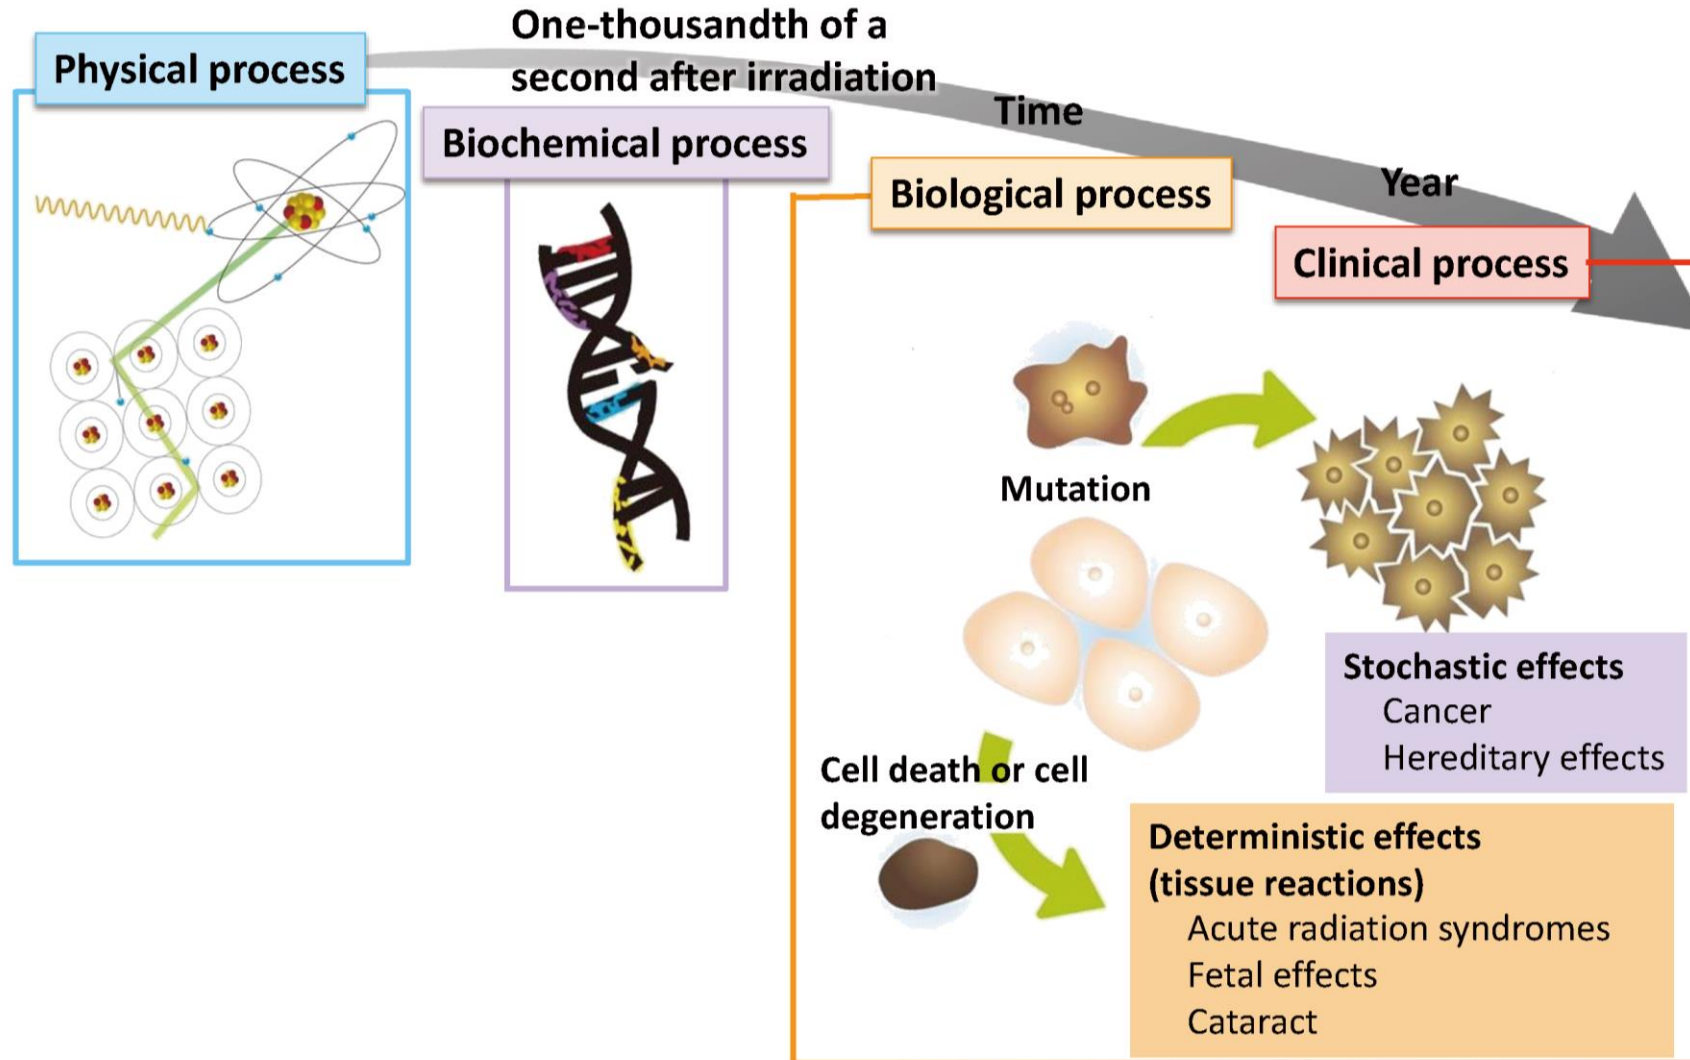 Physical process
One-thousandth of a
second after irradiation
Biochemical process
Time
Biological process
Year
Clinical process
Mutation
Stochastic effects
Cancer
Hereditary effects
Cell death or cell
degeneration
Deterministic effects
(tissue reactions)
Acute radiation syndromes
Fetal effects
Cataract